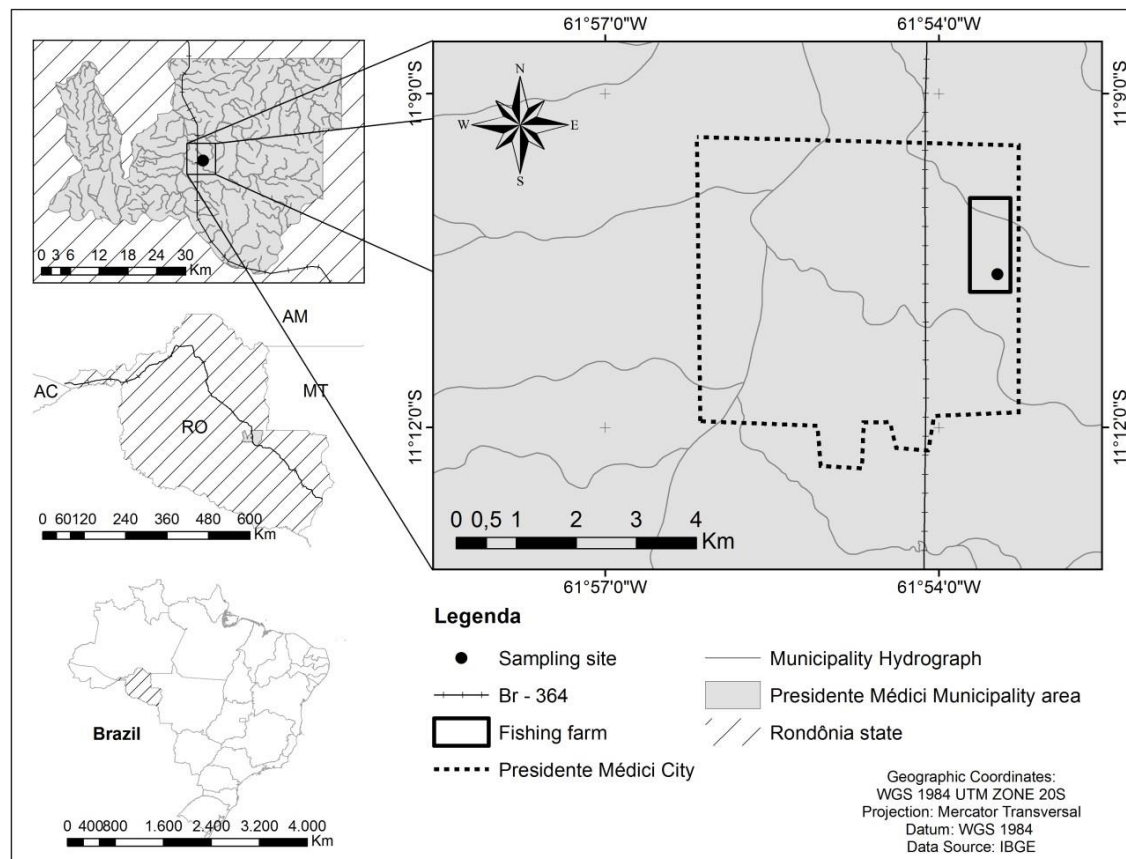 61°57'0"W 61°54'0"W
11°9'0"S 11°9'0"S
N
W E
S
0 3 6 12 18 24 30
Km
AM
AC
MT
RO
0 60120 240 360 480 600
Km
11°12'0"S 11°12'0"S
0 0,5 1 2 3 4
Km
61°57'0"W 61°54'0"W
Brazil
0 400800 1.600 2.400 3.200 4.000
Km
Legenda
Sampling site
Br - 364
Fishing farm
Presidente Médici City
Municipality Hydrograph
Presidente Médici Municipality area
Rondônia state
Geographic Coordinates:
WGS 1984 UTM ZONE 20S
Projection: Mercator Transversal
Datum: WGS 1984
Data Source: IBGE